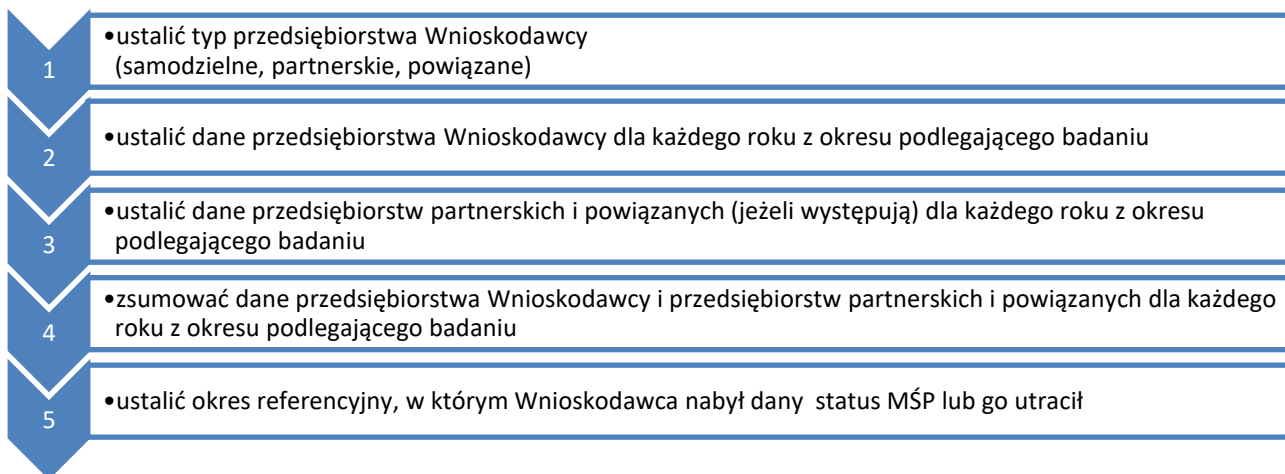 1
•ustalić typ przedsiębiorstwa Wnioskodawcy
(samodzielne, partnerskie, powiązane)
2
•ustalić dane przedsiębiorstwa Wnioskodawcy dla każdego roku z okresu podlegającego badaniu
3
•ustalić dane przedsiębiorstw partnerskich i powiązanych (jeżeli występują) dla każdego roku z okresu
podlegającego badaniu
4
•zsumować dane przedsiębiorstwa Wnioskodawcy i przedsiębiorstw partnerskich i powiązanych dla każdego
roku z okresu podlegającego badaniu
5
•ustalić okres referencyjny, w którym Wnioskodawca nabył dany status MŚP lub go utracił